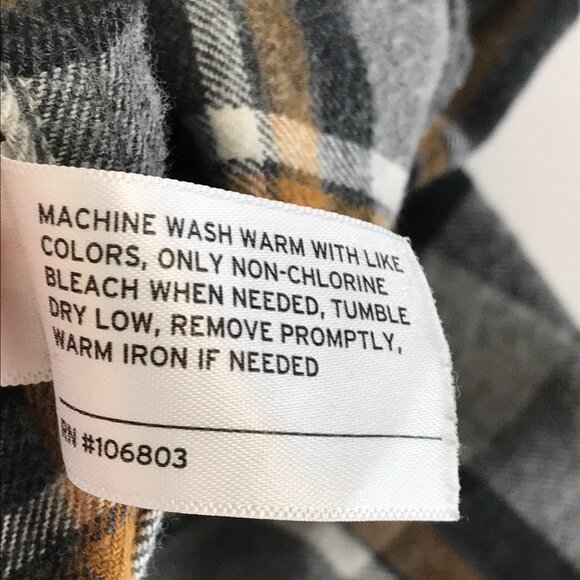 MACHINE WASH WARM WITH LIKE
COLORS, ONLY NON-CHLORINE
BLEACH WHEN NEEDED, TUMBLE
DRY LOW, REMOVE PROMPTLY,
WARM IRON IF NEEDED
RN #106803